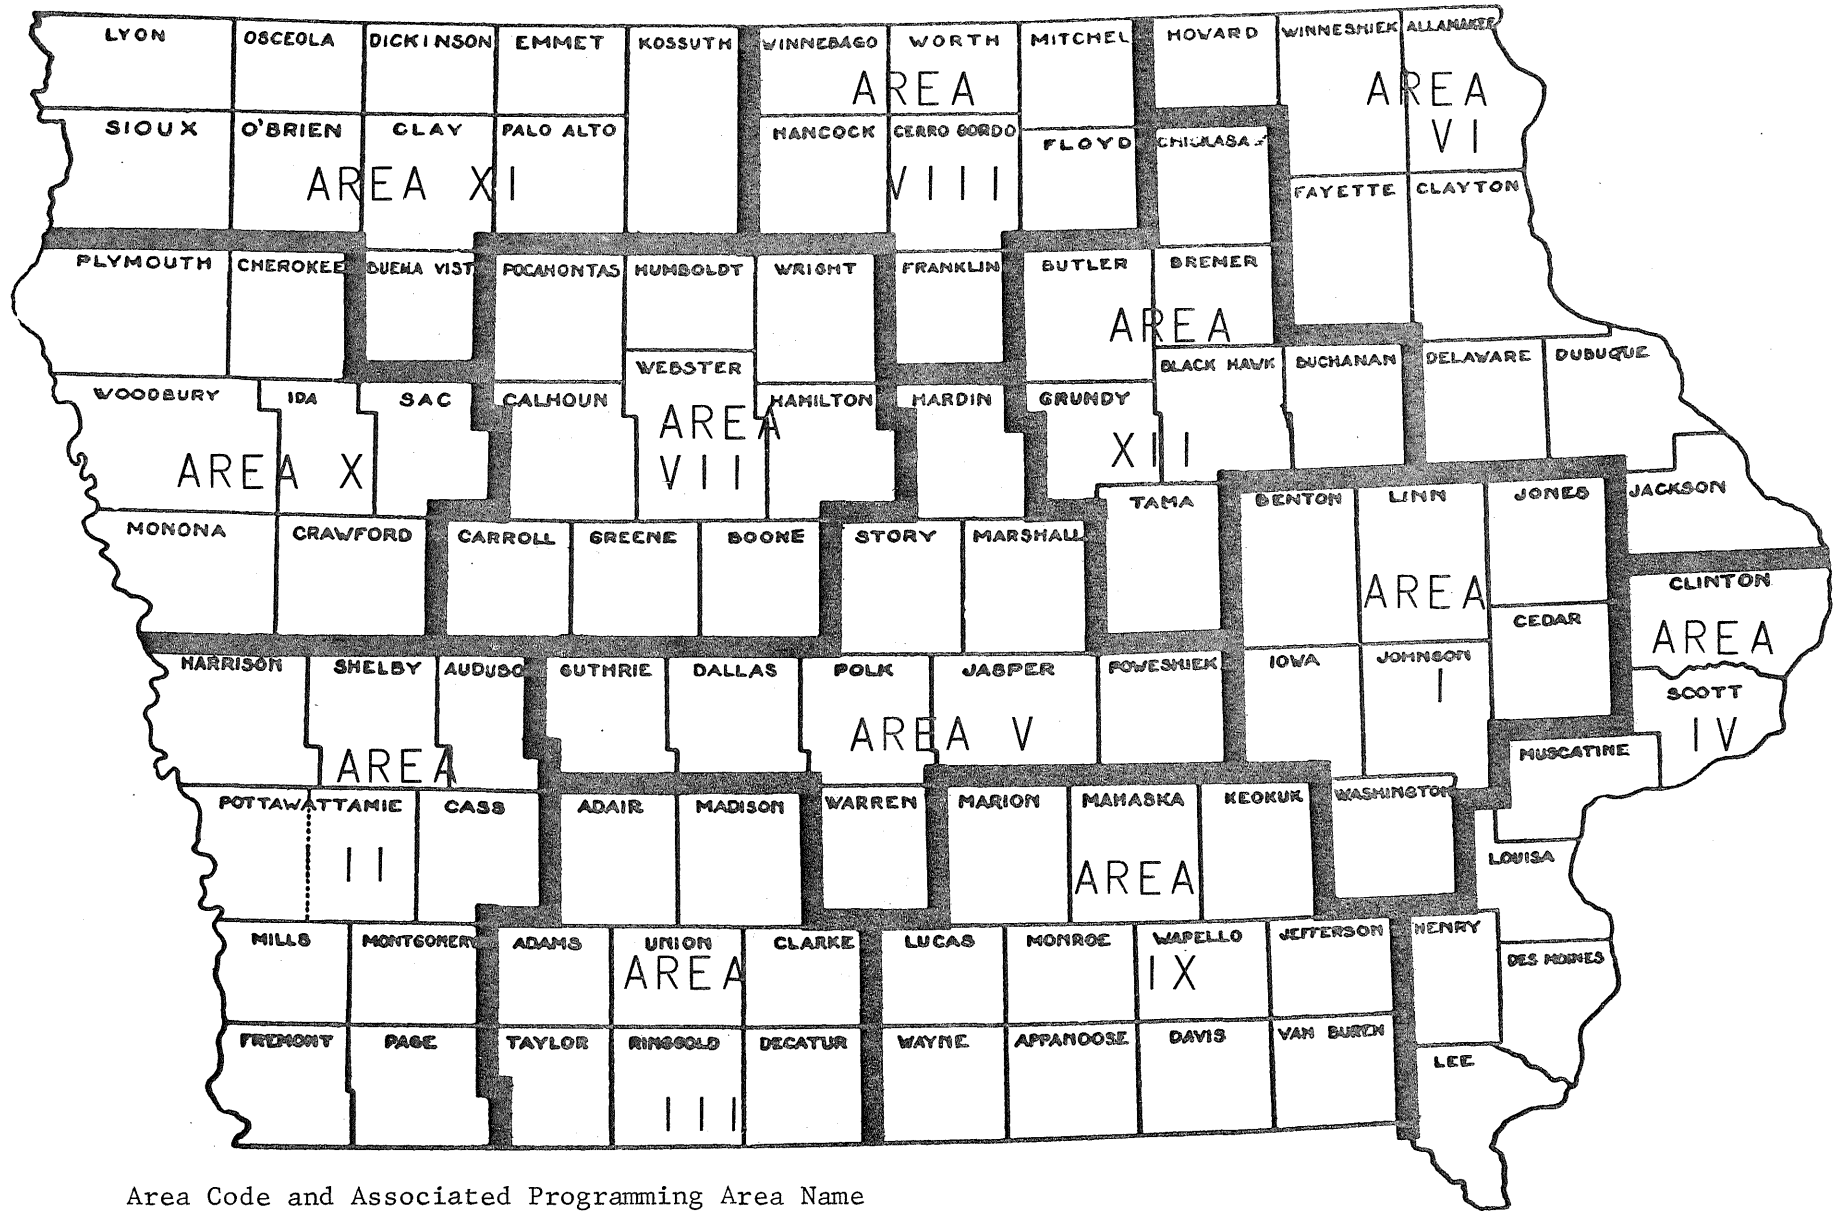 LYON OSCEOLA DICKINSON EMMET KOSSUTH WINNEBAGO WORTH MITCHEL HOWARD WINNESHIEK ALLAMAKEE
AREA AREA
SIOUX O'BRIEN CLAY PALO ALTO HANCOCK CERRO GORDO FLOYD CHICKASA VI
AREA XI VIII FAYETTE CLAYTON
PLYMOUTH CHEROKEE BUENA VIST POCAHONTAS HUMBOLDT WRIGHT FRANKLIN BUTLER BREMER
AREA
WEBSTER BLACK HAWK BUCHANAN DELAWARE DUBUQUE
WOODBURY IDA SAC CALHOUN HAMILTON HARDIN GRUNDY
AREA
AREA X VII XII
TAMA BENTON LINN JONES JACKSON
MONONA CRAWFORD CARROLL GREENE BOONE STORY MARSHALL
AREA CLINTON
CEDAR AREA
HARRISON SHELBY AUDUBO GUTHRIE DALLAS POLK JASPER POWESHIEK IOWA JOHNSON
I SCOTT
AREA AREA V IV
MUSCATINE
POTTAWATTAMIE CASS ADAIR MADISON WARREN MARION MAHASKA KEOKUK WASHINGTON
II AREA LOUISA
MILLS MONTGOMERY ADAMS UNION CLARKE LUCAS MONROE WAPELLO JEFFERSON HENRY
AREA IX DES MOINES
FREMONT PAGE TAYLOR RINGGOLD DECATUR WAYNE APPANOOSE DAVIS VAN BUREN
LEE
III
Area Code and Associated Programming Area Name